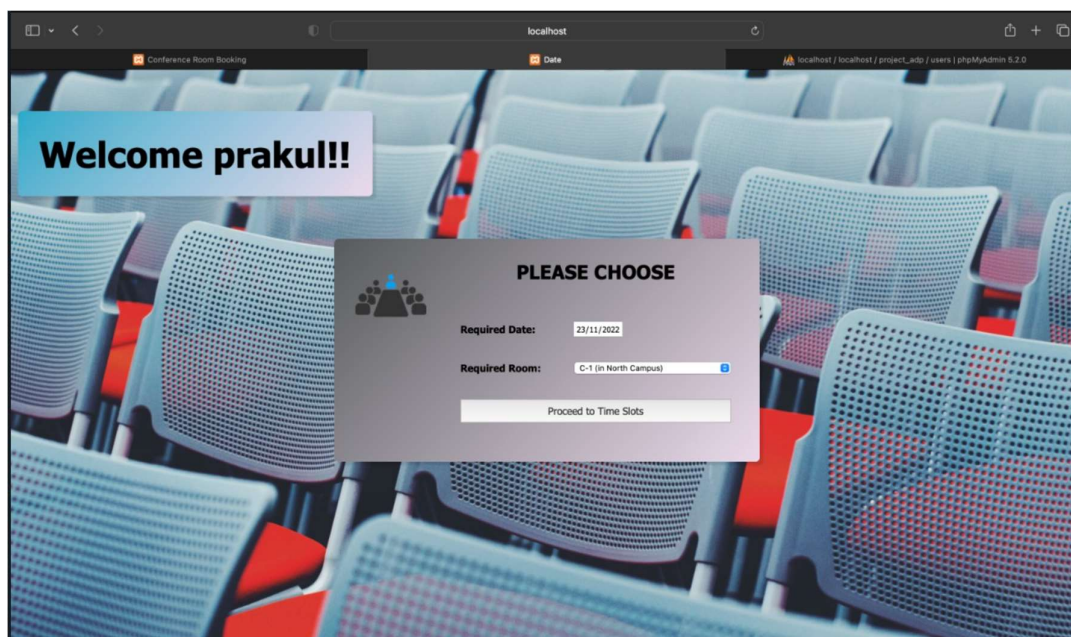 localhost
Conference Room Booking
Date
localhost / localhost / project_adp / users | phpMyAdmin 5.2.0
Welcome prakul!!
PLEASE CHOOSE
Required Date: 23/11/2022
Required Room: C-1 (in North Campus)
Proceed to Time Slots